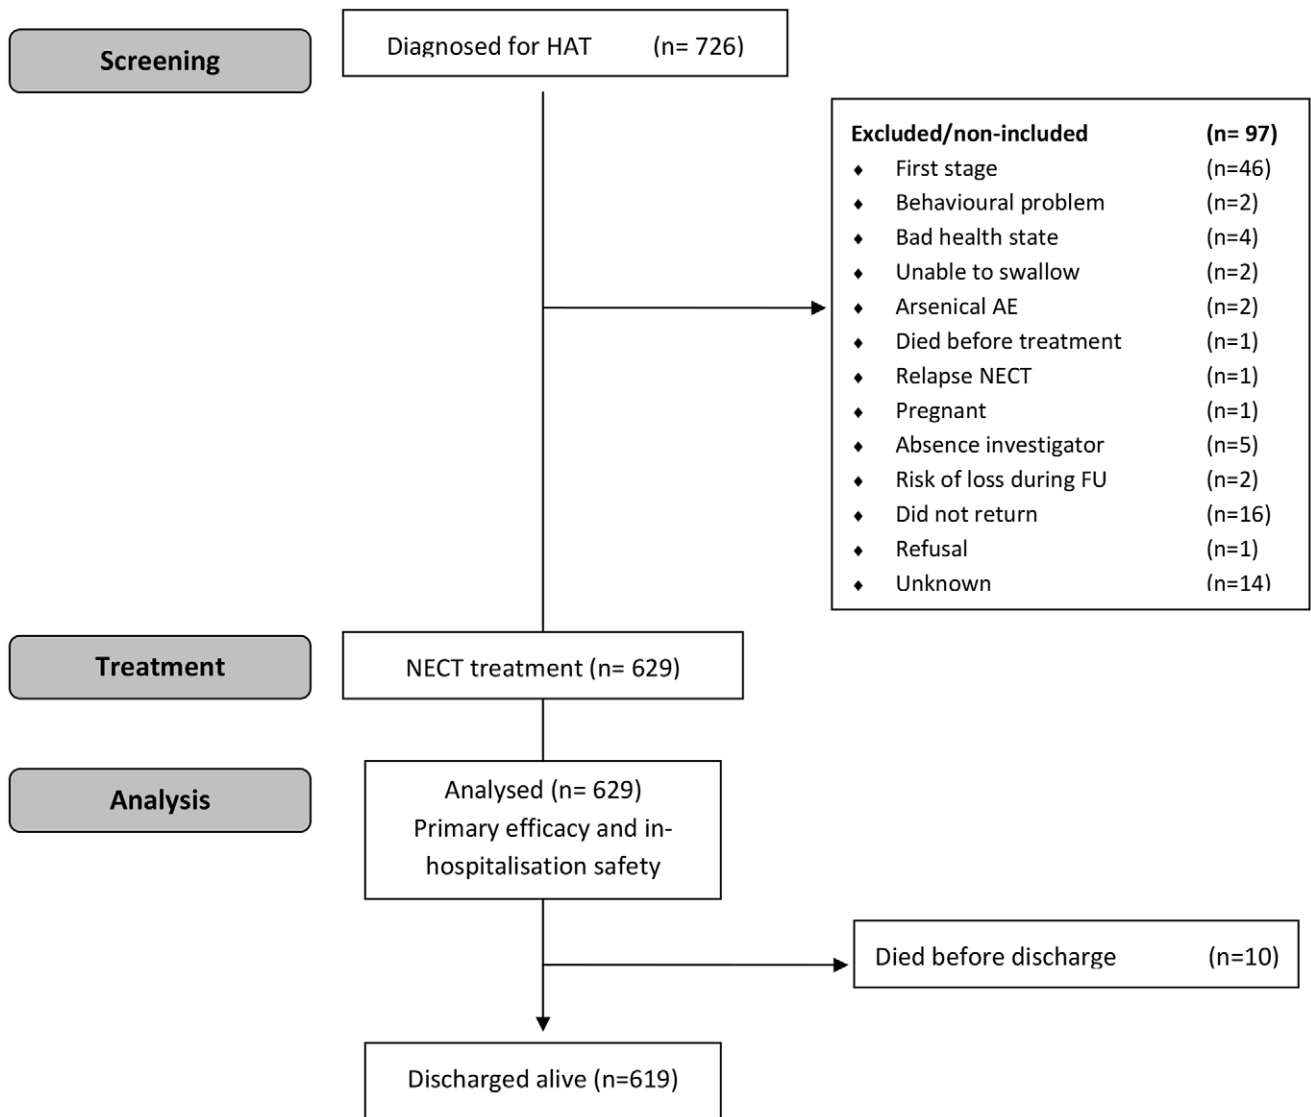 Screening
Diagnosed for HAT (n= 726)
Excluded/non-included (n= 97)
♦ First stage (n=46)
♦ Behavioural problem (n=2)
♦ Bad health state (n=4)
♦ Unable to swallow (n=2)
♦ Arsenical AE (n=2)
♦ Died before treatment (n=1)
♦ Relapse NECT (n=1)
♦ Pregnant (n=1)
♦ Absence investigator (n=5)
♦ Risk of loss during FU (n=2)
♦ Did not return (n=16)
♦ Refusal (n=1)
♦ Unknown (n=14)
Treatment
NECT treatment (n= 629)
Analysis
Analysed (n= 629)
Primary efficacy and in-
hospitalisation safety
Died before discharge (n=10)
Discharged alive (n=619)